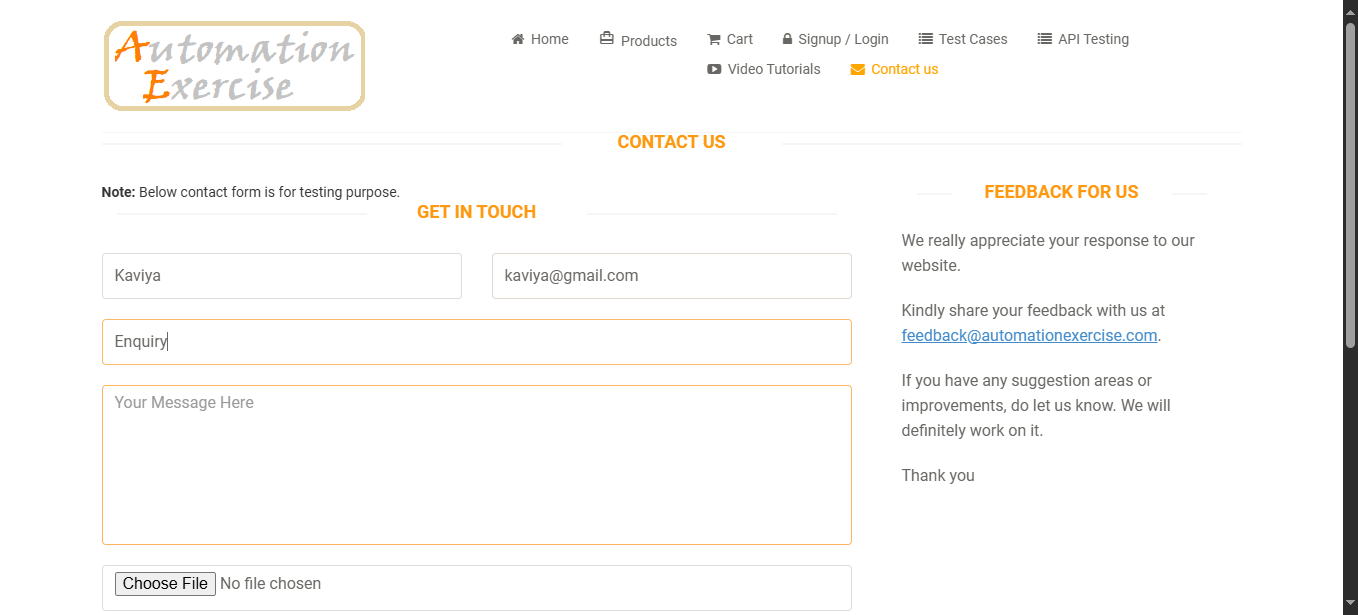 Automation
Exercise
Home Products Cart Signup / Login Test Cases API Testing
Video Tutorials Contact us
CONTACT US
Note: Below contact form is for testing purpose.
GET IN TOUCH
Kaviya kaviya@gmail.com
Enquiry
Your Message Here
Choose File No file chosen
FEEDBACK FOR US
We really appreciate your response to our
website.
Kindly share your feedback with us at
feedback@automationexercise.com.
If you have any suggestion areas or
improvements, do let us know. We will
definitely work on it.
Thank you